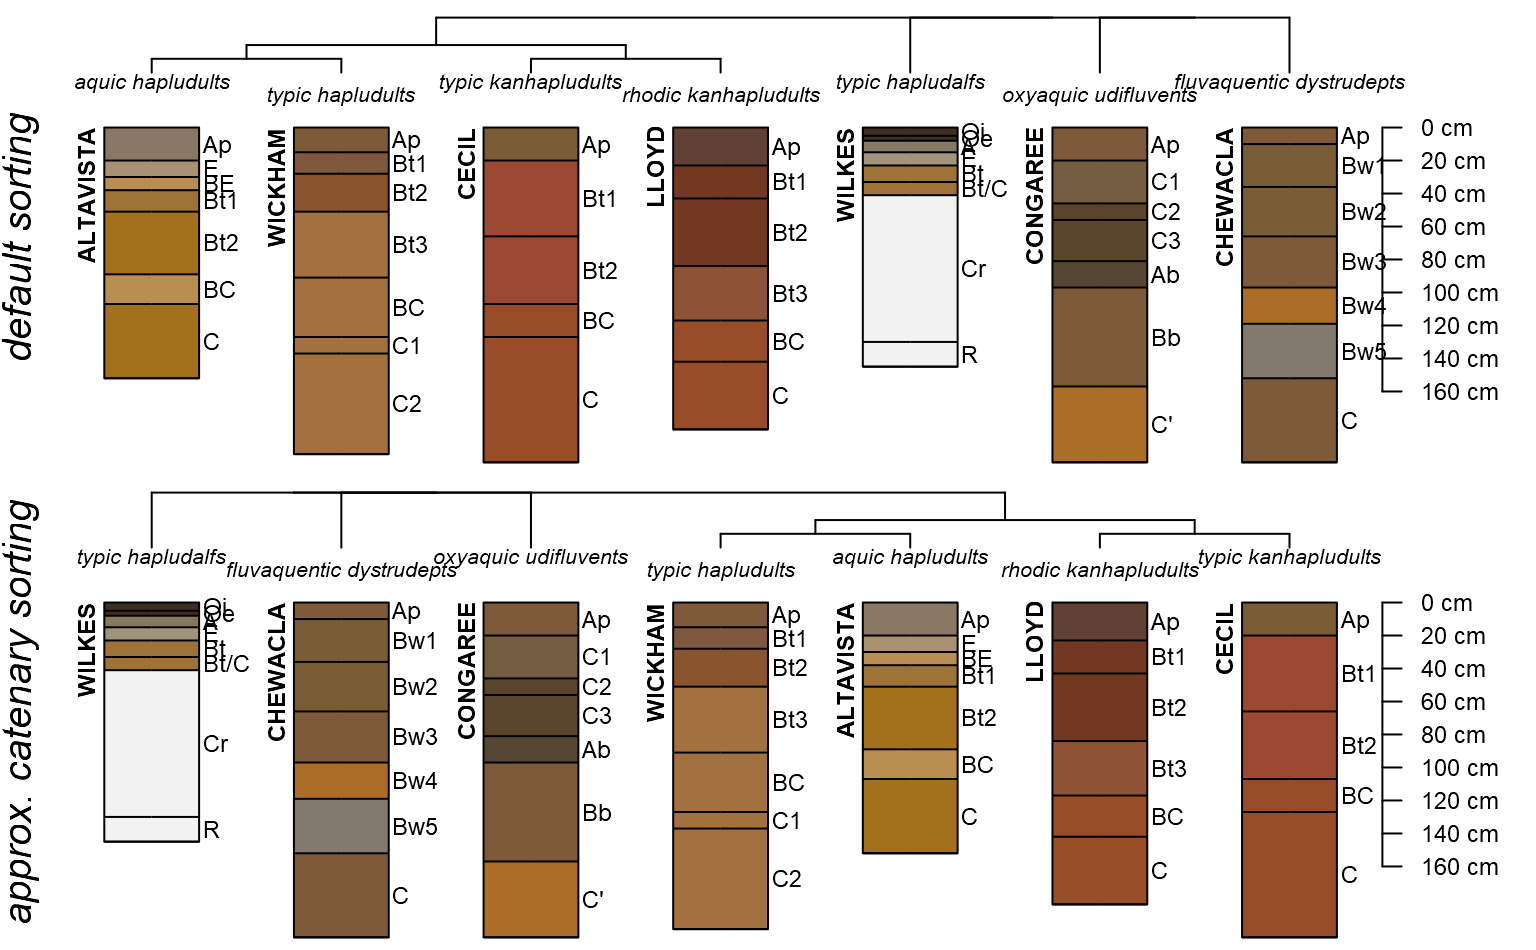 default sorting
aquic hapludults
typic hapludults
typic kanhapludults
rhodic kanhapludults
typic hapludalfs
oxyaquic udifluvents
fluvaquentic dystrudepts
ALTAVISTA
Ap
E
BE
Bt1
Bt2
BC
C
WICKHAM
Ap
Bt1
Bt2
Bt3
BC
C1
C2
CECIL
Ap
Bt1
Bt2
BC
C
LLOYD
Ap
Bt1
Bt2
Bt3
BC
C
WILKES
Oi
Oe
A
E
Bt
Bt/C
Cr
R
CONGAREE
Ap
C1
C2
C3
Ab
Bb
C'
CHEWACLA
Ap
Bw1
Bw2
Bw3
Bw4
Bw5
C
0 cm
20 cm
40 cm
60 cm
80 cm
100 cm
120 cm
140 cm
160 cm
approx. catenary sorting
typic hapludalfs
fluvaquentic dystrudepts
oxyaquic udifluvents
typic hapludults
aquic hapludults
rhodic kanhapludults
typic kanhapludults
WILKES
Oi
Oe
A
E
Bt
Bt/C
Cr
R
CHEWACLA
Ap
Bw1
Bw2
Bw3
Bw4
Bw5
C
CONGAREE
Ap
C1
C2
C3
Ab
Bb
C'
WICKHAM
Ap
Bt1
Bt2
Bt3
BC
C1
C2
ALTAVISTA
Ap
E
BE
Bt1
Bt2
BC
C
LLOYD
Ap
Bt1
Bt2
Bt3
BC
C
CECIL
Ap
Bt1
Bt2
BC
C
0 cm
20 cm
40 cm
60 cm
80 cm
100 cm
120 cm
140 cm
160 cm